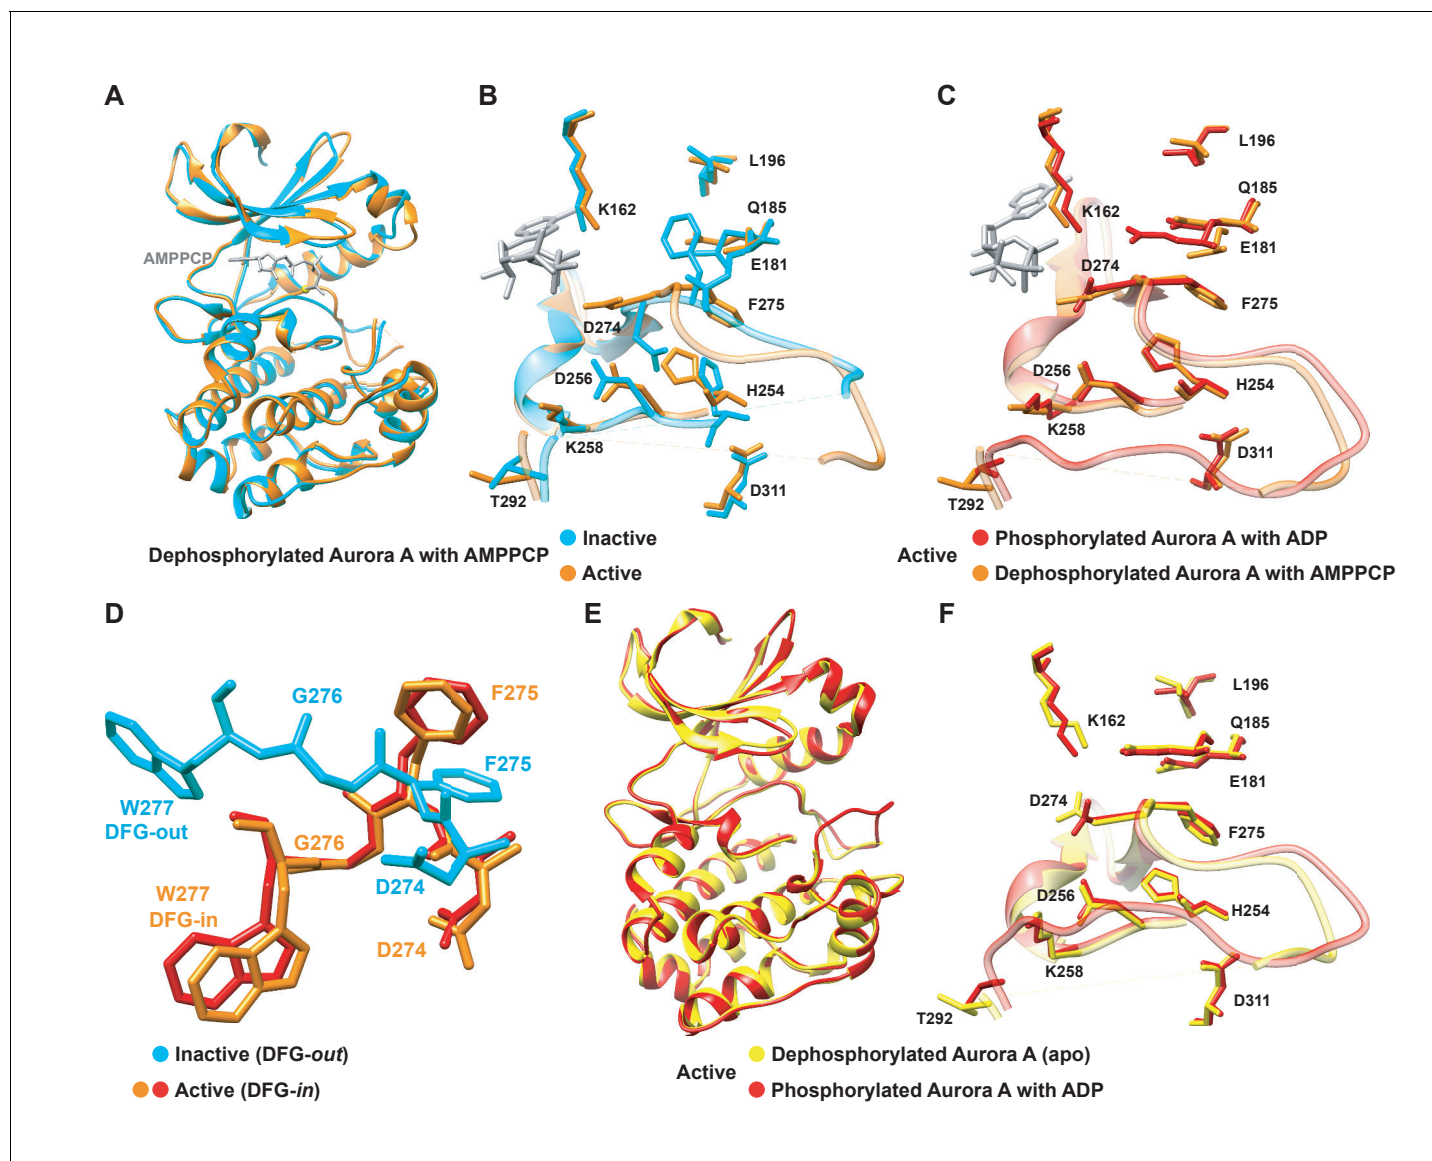 A
B
C
AMPPCP
K162
L196
Q185
E181
F275
D274
D256
H254
K258
T292
D311
L196
Q185
K162
E181
D274
F275
D256
H254
K258
D311
T292
Dephosphorylated Aurora A with AMPPCP
Inactive
Active
Active
Phosphorylated Aurora A with ADP
Dephosphorylated Aurora A with AMPPCP
D
E
F
G276
F275
F275
W277
DFG-out
G276
D274
W277
DFG-in
D274
Inactive (DFG-out)
Active (DFG-in)
L196
K162
Q185
E181
D274
F275
D256
H254
K258
D311
T292
Active
Dephosphorylated Aurora A (apo)
Phosphorylated Aurora A with ADP